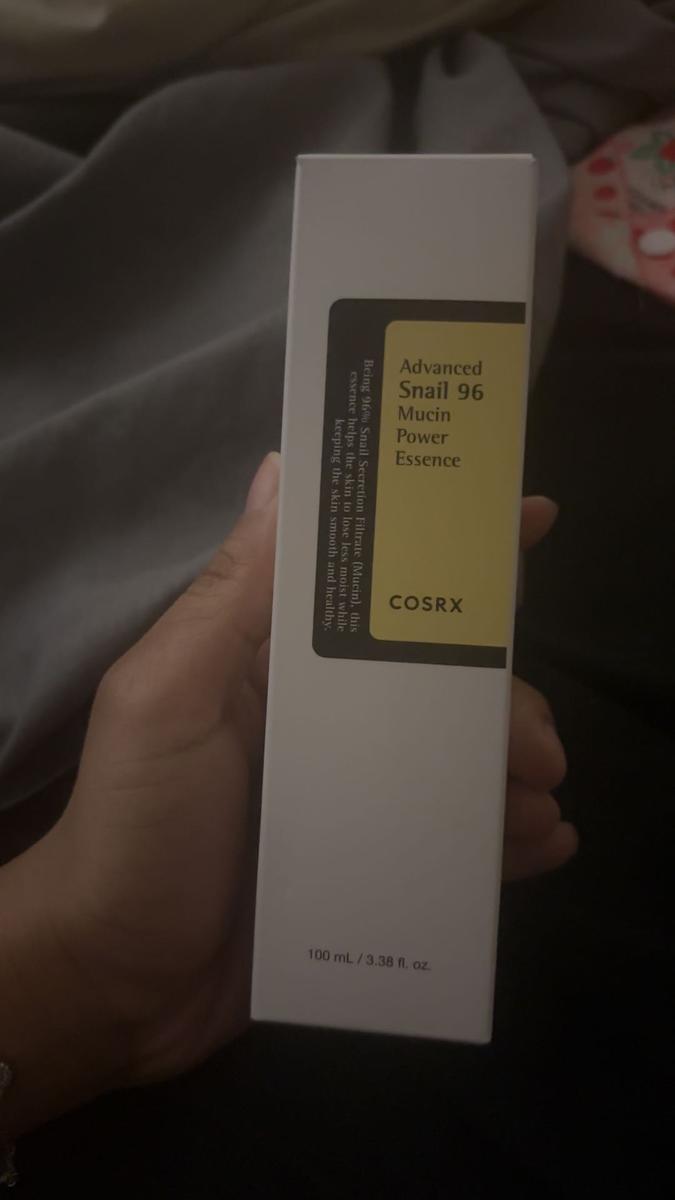 Advanced
Snail 96
Mucin
Power
Essence
COSRX
Being 96% Snail Secretion Filtrate (Mucin), this
essence helps the skin to lose less moist while
keeping the skin smooth and healthy.
100 mL / 3.38 fl. oz.